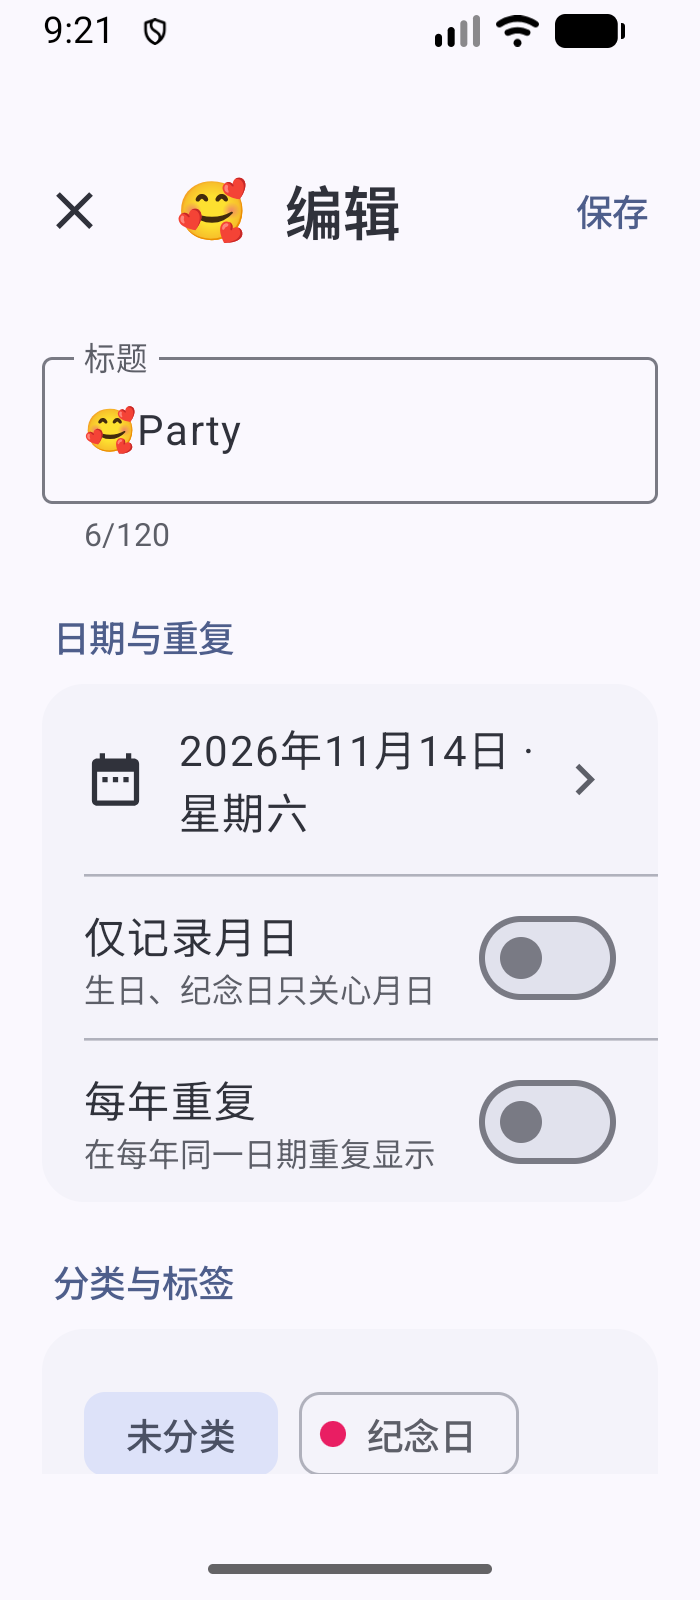 9:21
🥰 编辑
保存
标题
🥰Party
6/120
日期与重复
2026年11月14日 ·
星期六
仅记录月日
生日、纪念日只关心月日
每年重复
在每年同一日期重复显示
分类与标签
未分类
纪念日